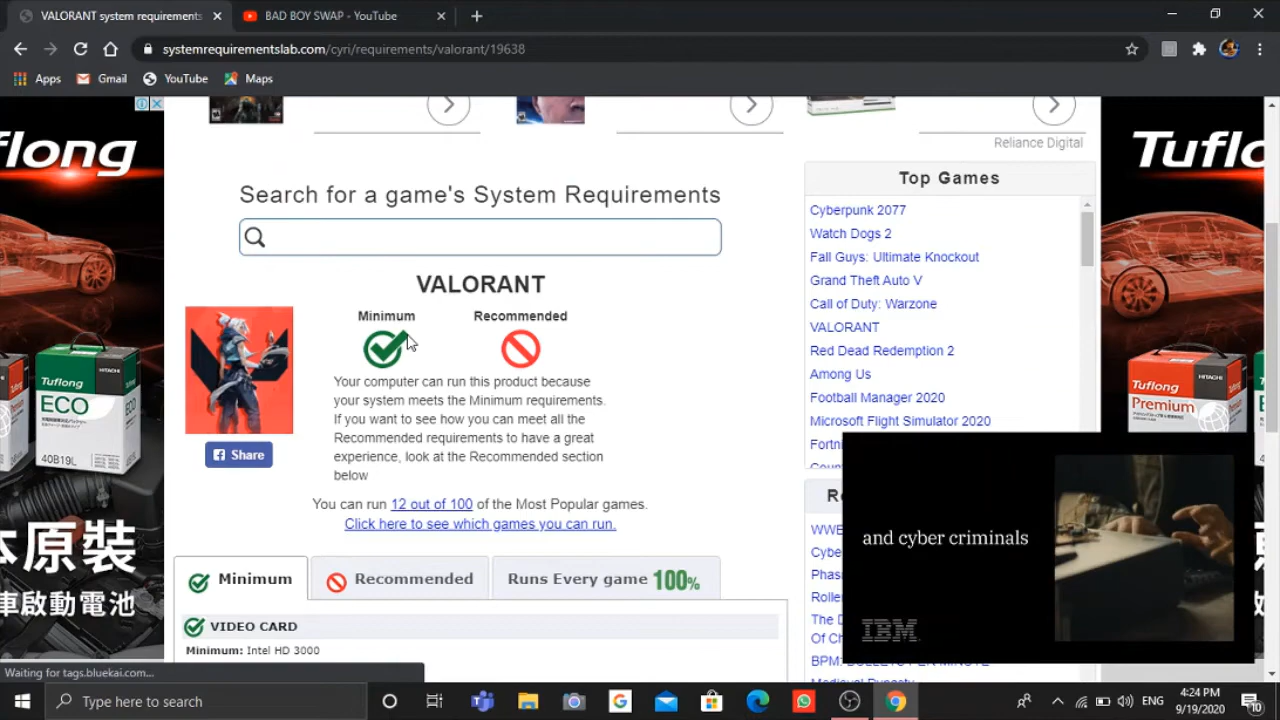 VALORANT system requirements
BAD BOY SWAP - YouTube
systemrequirementslab.com/cyri/requirements/valorant/19638
Apps
Gmail
YouTube
Maps
Reliance Digital
flong
Tuflo
Search for a game's System Requirements
VALORANT
Minimum
Recommended
Your computer can run this product because
your system meets the Minimum requirements.
If you want to see how you can meet all the
Recommended requirements to have a great
experience, look at the Recommended section
below
Share
You can run 12 out of 100 of the Most Popular games.
Click here to see which games you can run.
Minimum
Recommended
Runs Every game 100%
VIDEO CARD
Minimum: Intel HD 3000
Top Games
Cyberpunk 2077
Watch Dogs 2
Fall Guys: Ultimate Knockout
Grand Theft Auto V
Call of Duty: Warzone
VALORANT
Red Dead Redemption 2
Among Us
Football Manager 2020
Microsoft Flight Simulator 2020
Fortni
R
WWE
Cybe
Phas
Rolle
The D
Of Ch
Tuflong HITACHI
ECO
40B19L
本原裝
車啟動電池
Tuflong HITACHI
Premium
and cyber criminals
IBM
Waiting for tags.bluekai.com...
Type here to search
ENG
4:24 PM
9/19/2020
10